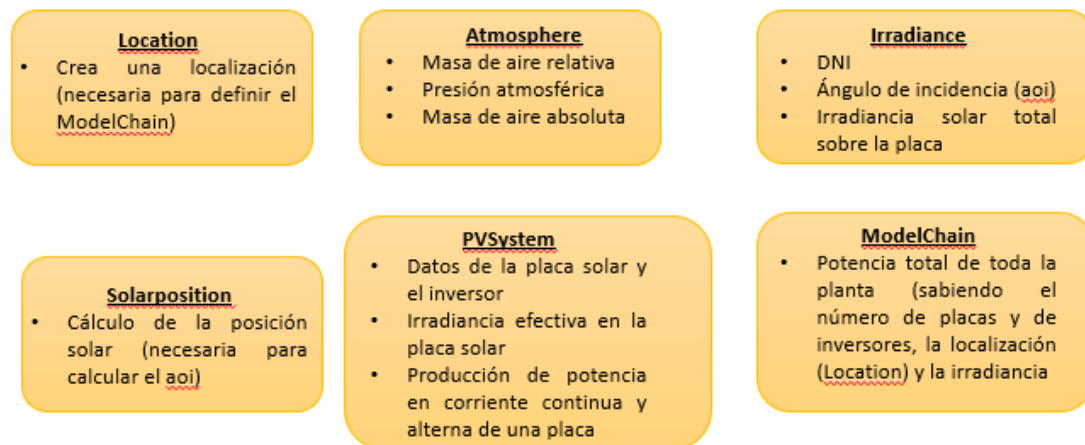 Location
• Crea una localización
(necesaria para definir el
ModelChain)
Atmosphere
• Masa de aire relativa
• Presión atmosférica
• Masa de aire absoluta
Irradiance
• DNI
• Ángulo de incidencia (aoi)
• Irradiancia solar total
sobre la placa
Solarposition
• Cálculo de la posición
solar (necesaria para
calcular el aoi)
PVSystem
• Datos de la placa solar y
el inversor
• Irradiancia efectiva en la
placa solar
• Producción de potencia
en corriente continua y
alterna de una placa
ModelChain
• Potencia total de toda la
planta (sabiendo el
número de placas y de
inversores, la localización
(Location) y la irradiancia